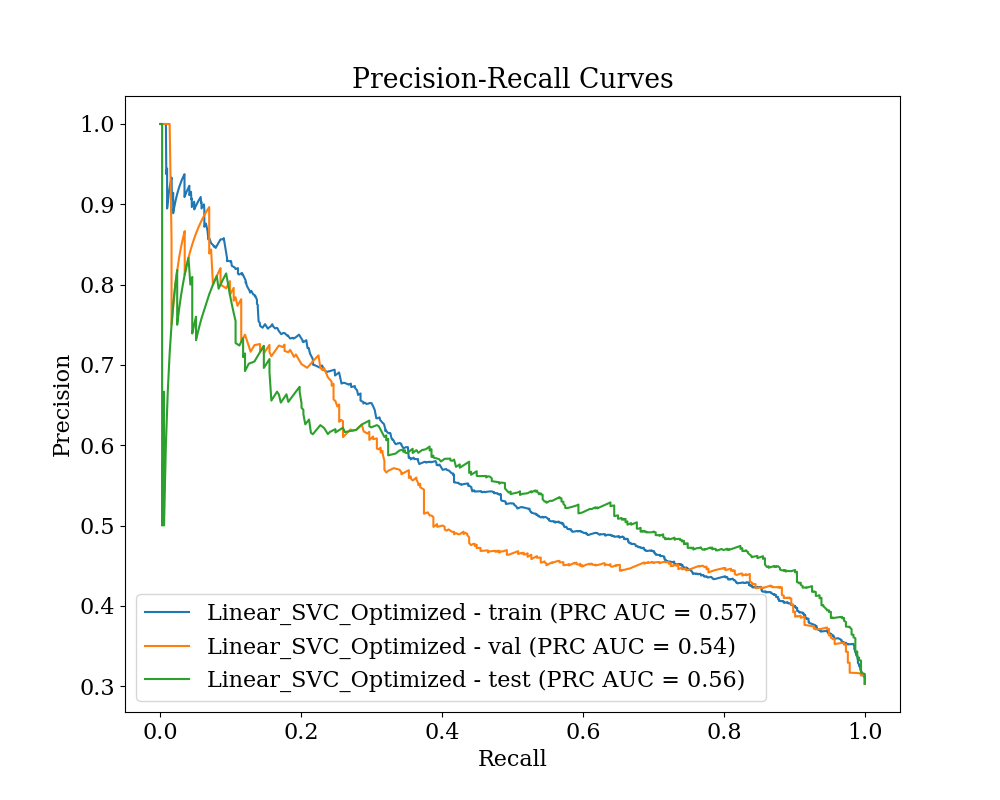 Precision-Recall Curves
Precision
1.0
0.9
0.8
0.7
0.6
0.5
0.4
0.3
Linear_SVC_Optimized - train (PRC AUC = 0.57)
Linear_SVC_Optimized - val (PRC AUC = 0.54)
Linear_SVC_Optimized - test (PRC AUC = 0.56)
0.0 0.2 0.4 0.6 0.8 1.0
Recall